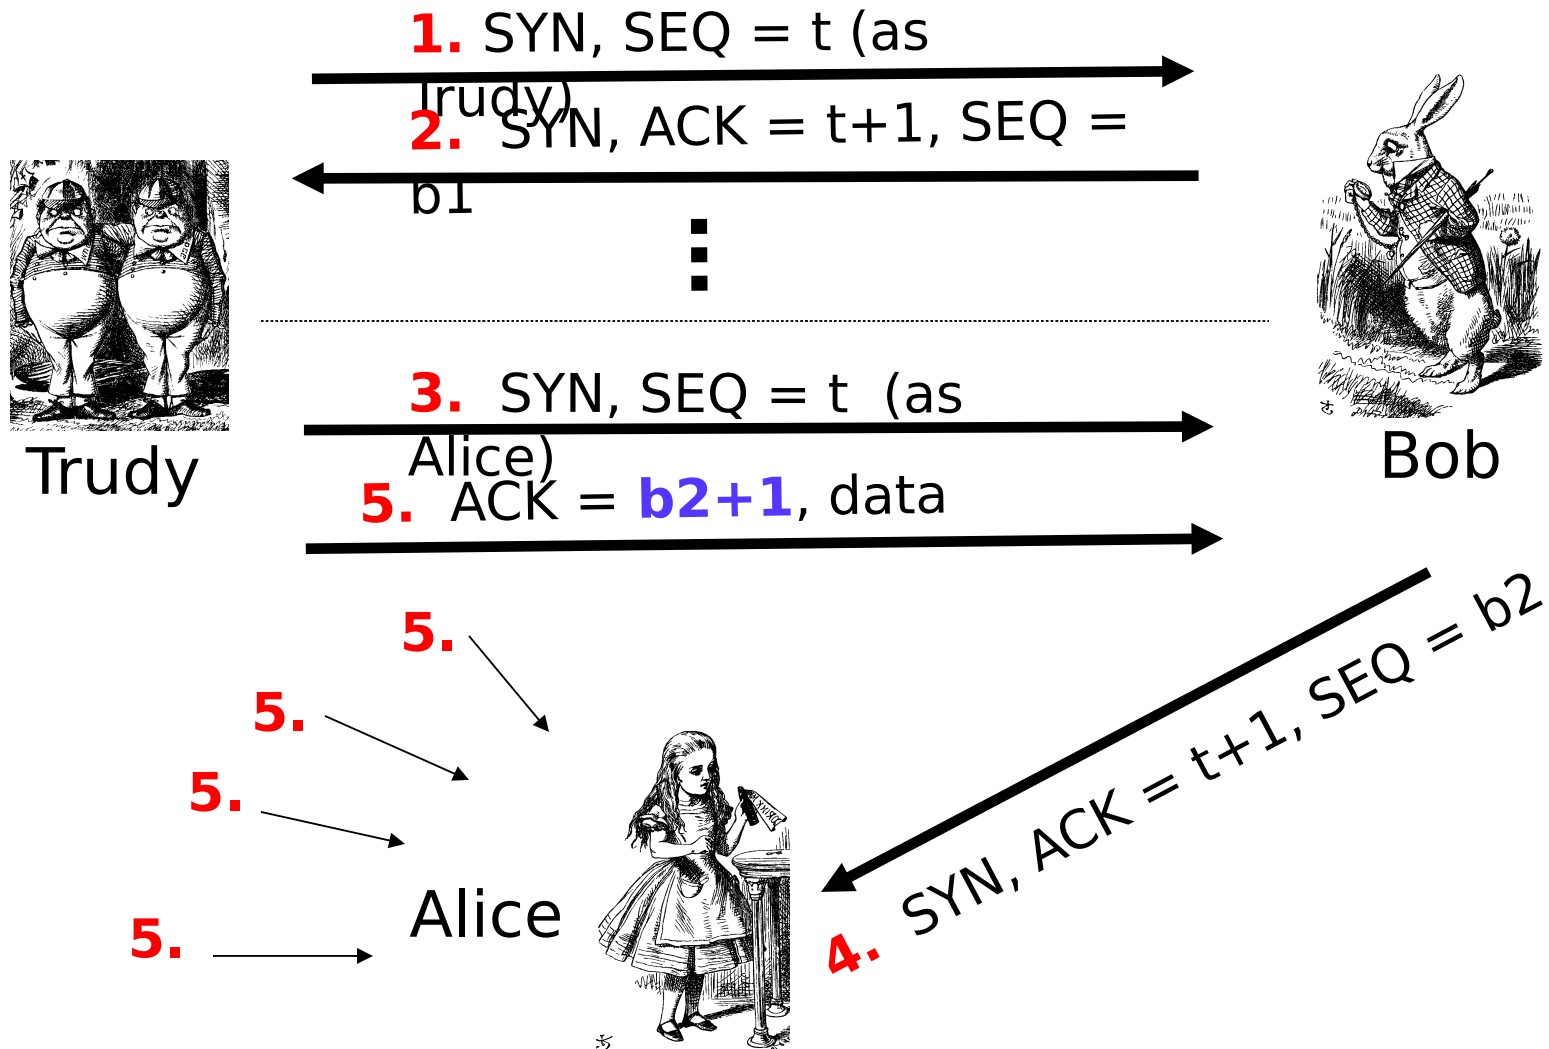 1. SYN, SEQ = t (as
Trudy)
2. SYN, ACK = t+1, SEQ =
b1
3. SYN, SEQ = t (as
Alice)
Trudy
Bob
5. ACK = b2+1, data
5.
5.
5.
5.
Alice
4. SYN, ACK = t+1, SEQ = b2